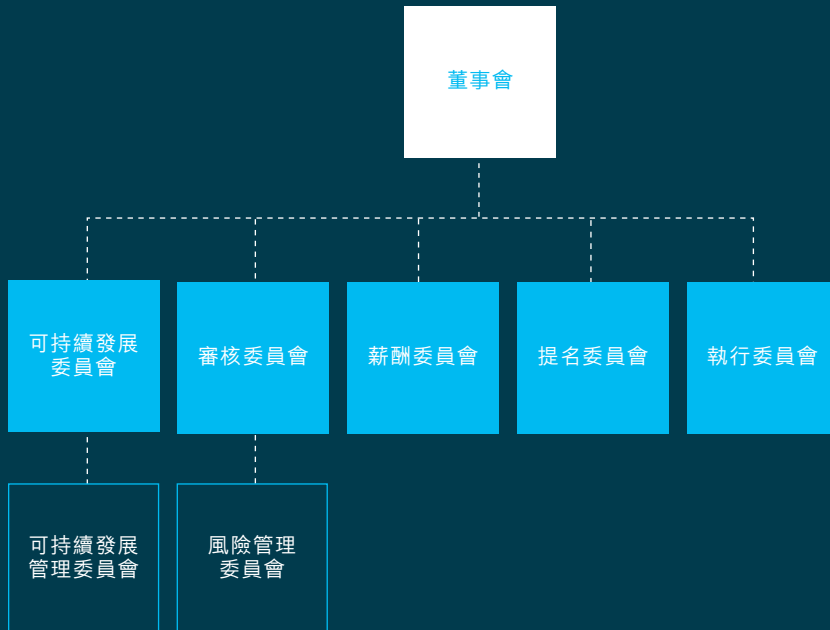 董事會
可持續發展
委員會
審核委員會
薪酬委員會
提名委員會
執行委員會
可持續發展
管理委員會
風險管理
委員會